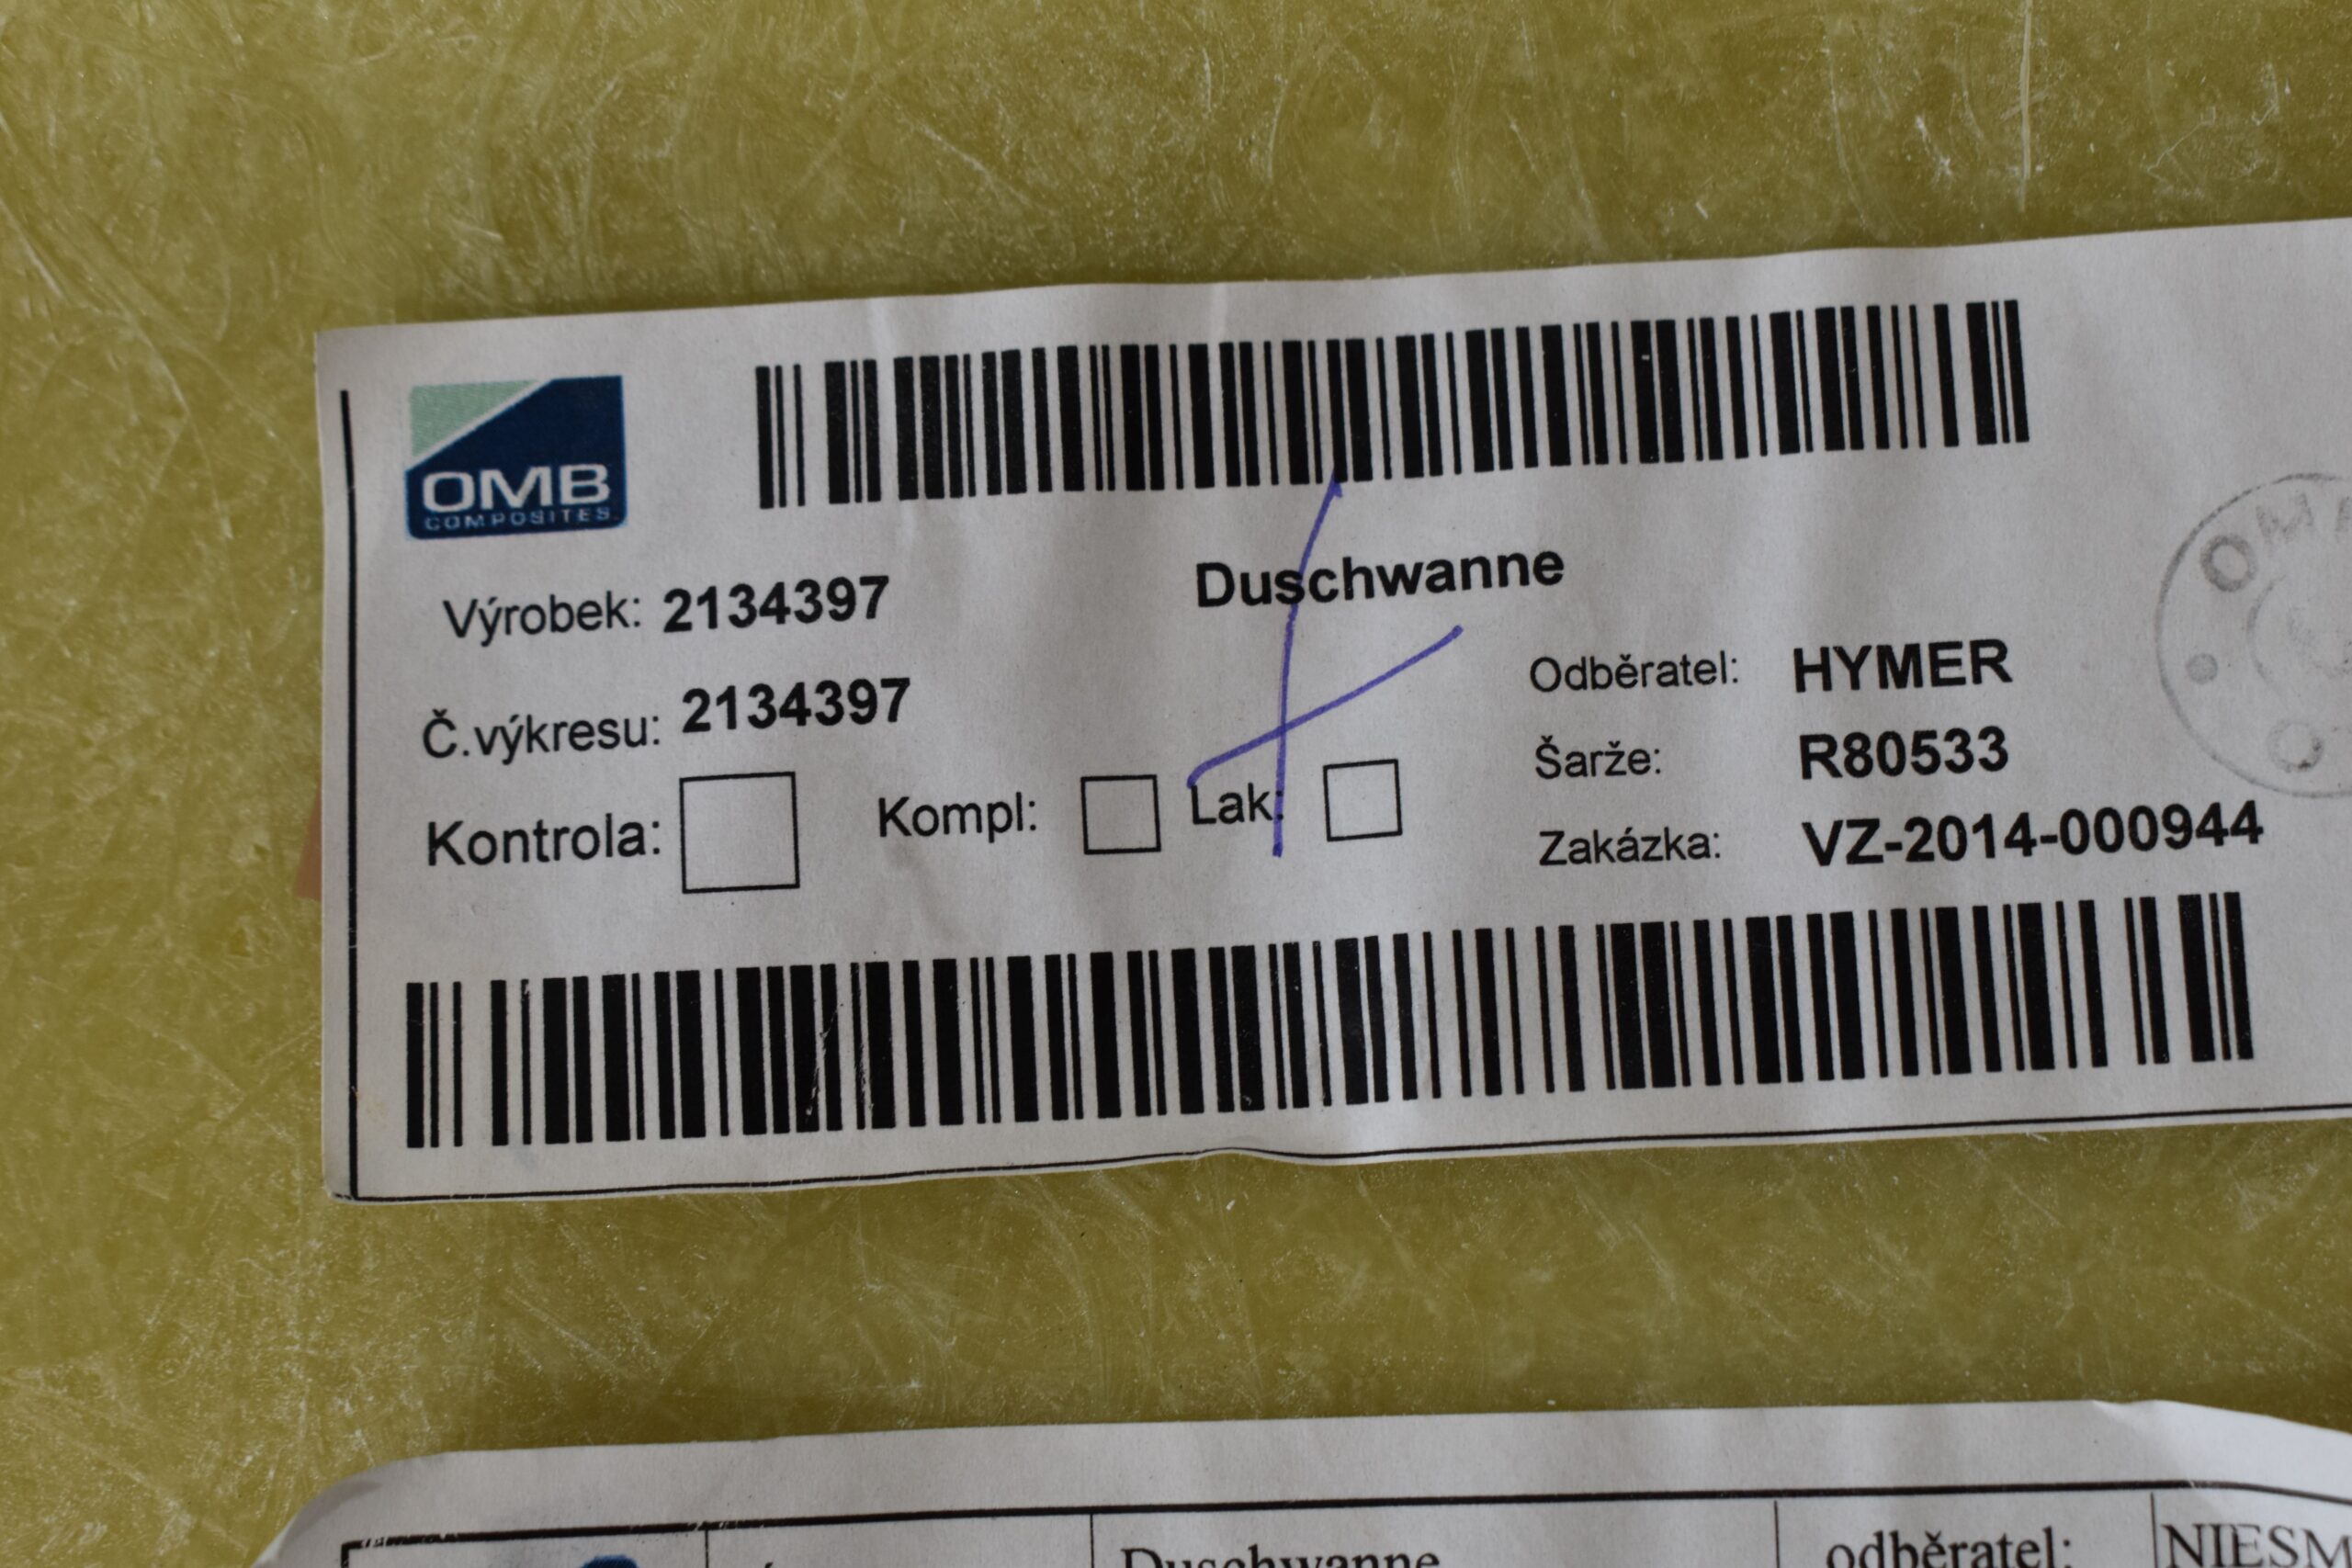 OMB
COMPOSITES
Duschwanne
Výrobek: 2134397
Č.výkresu: 2134397
Odběratel: HYMER
Šarže: R80533
Kontrola: Kompl: Lak:
Zakázka: VZ-2014-000944
Duschwanne
odběratel: